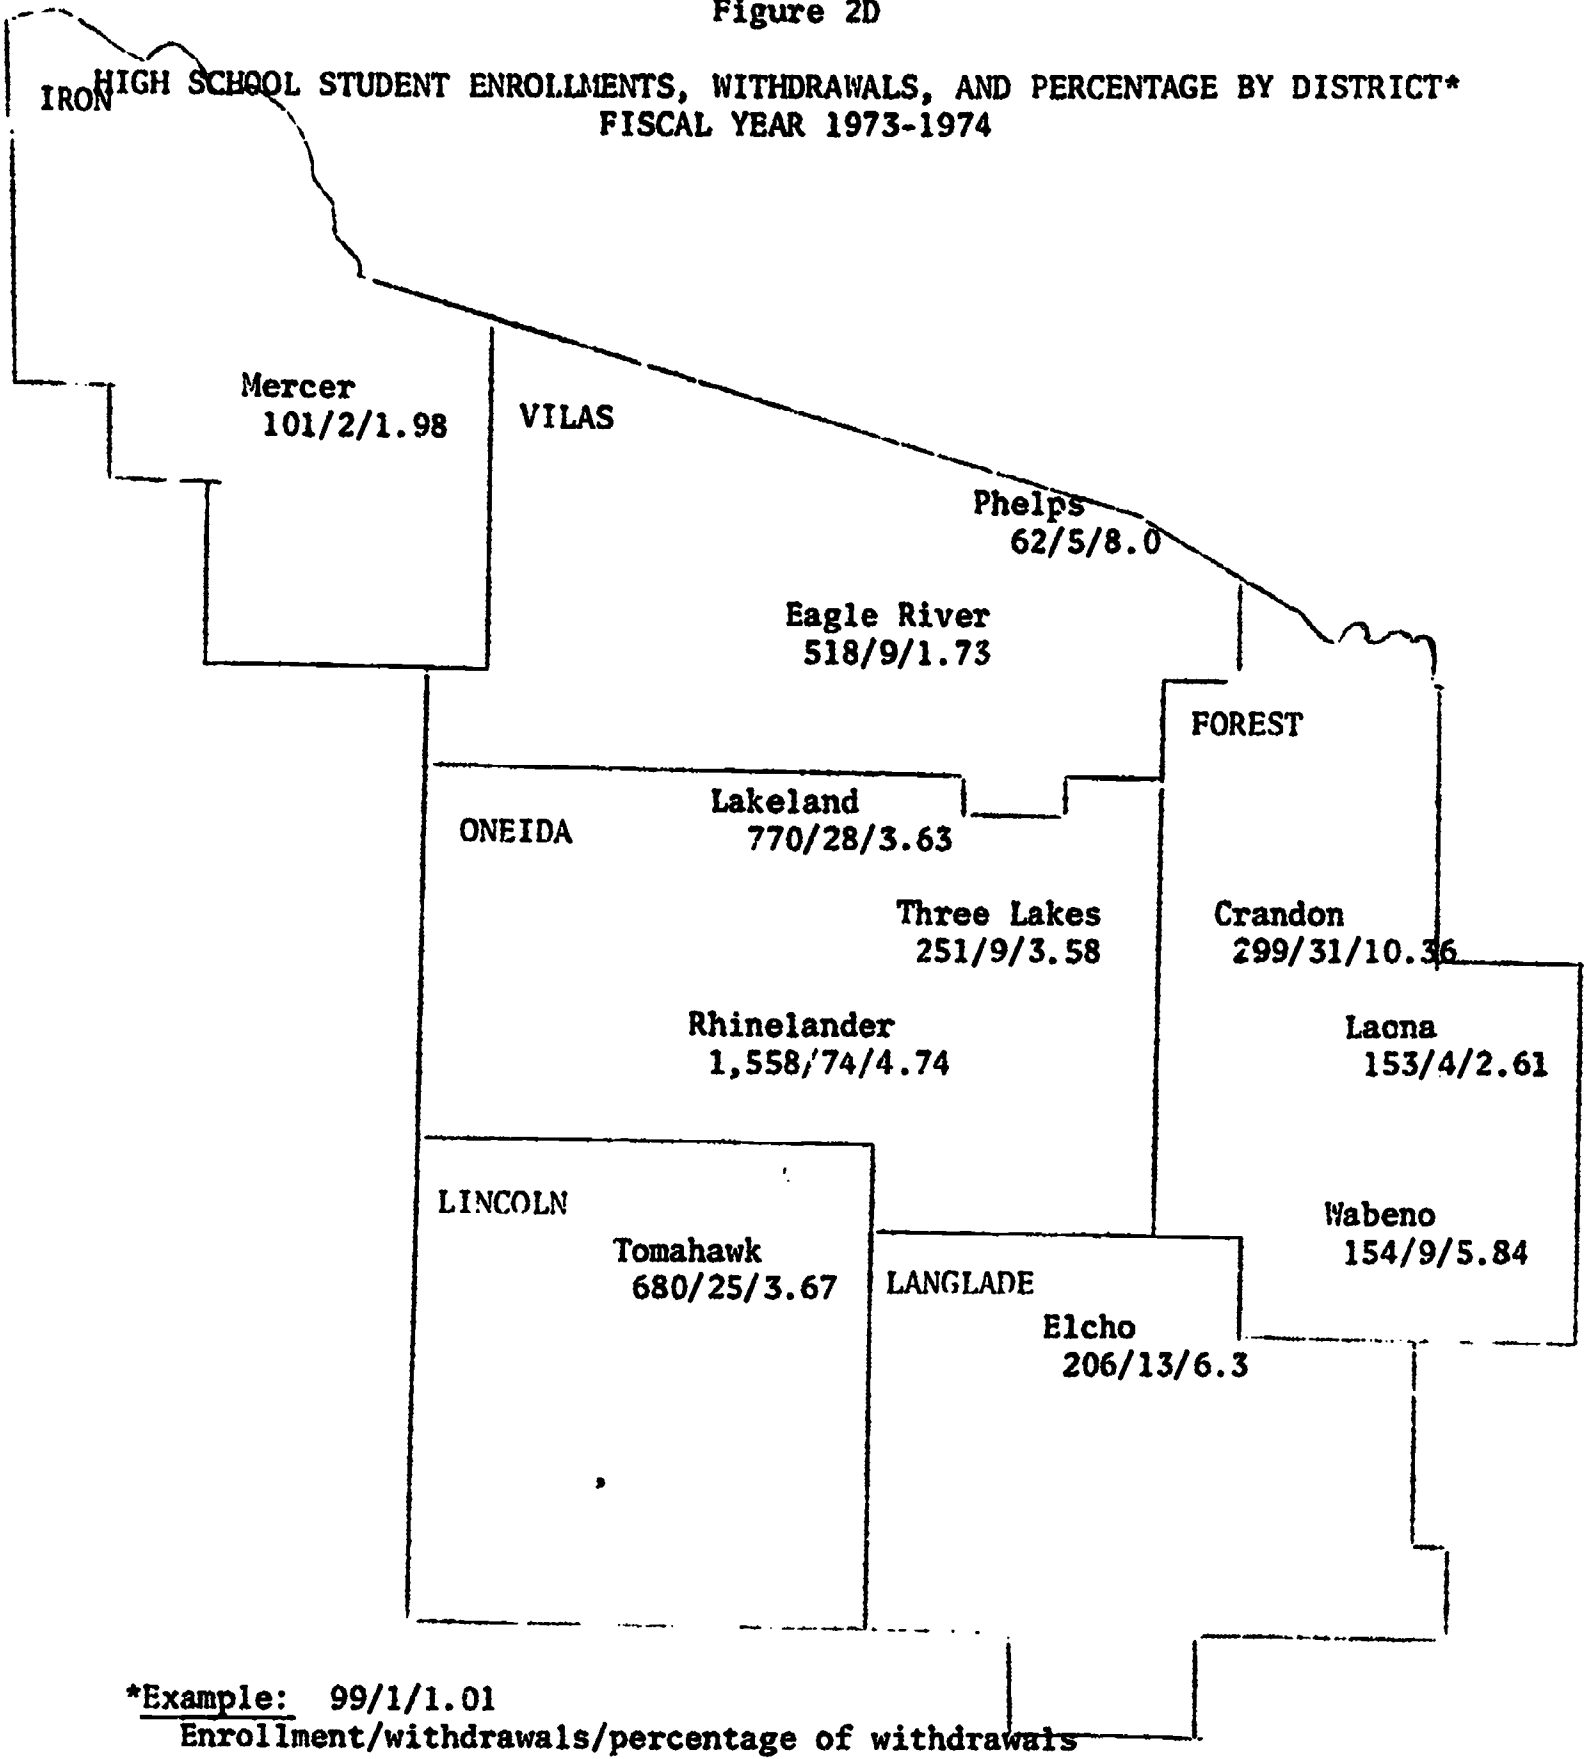 Figure 2D
HIGH SCHOOL STUDENT ENROLLMENTS, WITHDRAWALS, AND PERCENTAGE BY DISTRICT*
IRON
FISCAL YEAR 1973-1974
Mercer
101/2/1.98
VILAS
Phelps
62/5/8.0
Eagle River
518/9/1.73
FOREST
Lakeland
770/28/3.63
ONEIDA
Three Lakes
251/9/3.58
Crandon
299/31/10.36
Rhinelander
1,558/74/4.74
Laona
153/4/2.61
LINCOLN
Tomahawk
680/25/3.67
Wabeno
154/9/5.84
LANGLADE
Elcho
206/13/6.3
*Example: 99/1/1.01
Enrollment/withdrawals/percentage of withdrawals